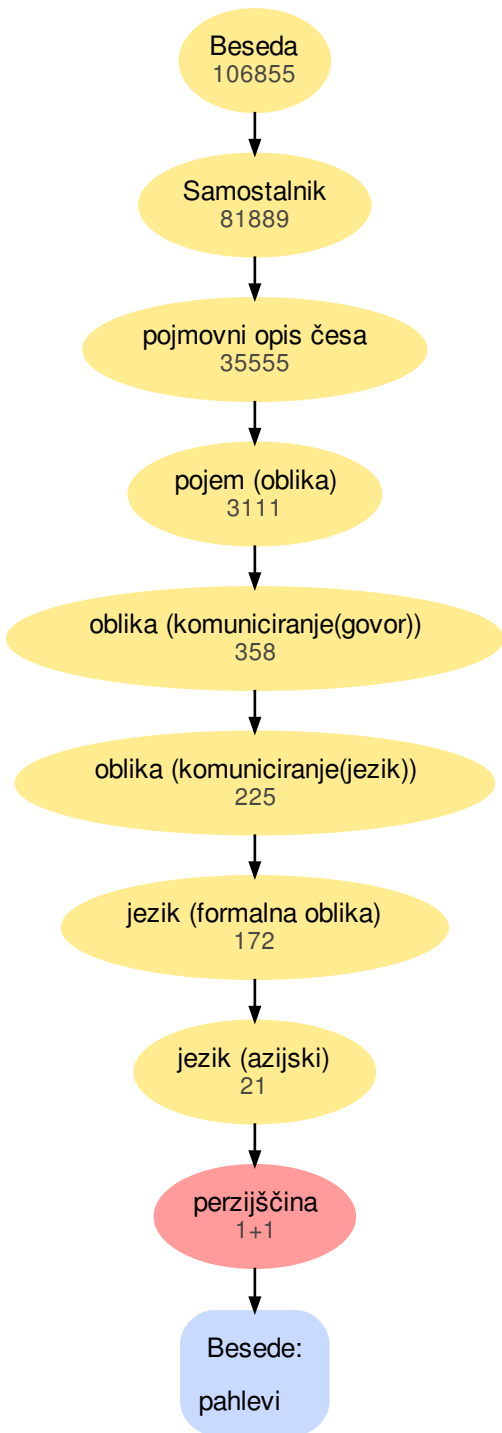 Beseda
106855
Samostalnik
81889
pojmovni opis česa
35555
pojem (oblika)
3111
oblika (komuniciranje(govor))
358
oblika (komuniciranje(jezik))
225
jezik (formalna oblika)
172
jezik (azijski)
21
perzijščina
1+1
Besede:
pahlevi